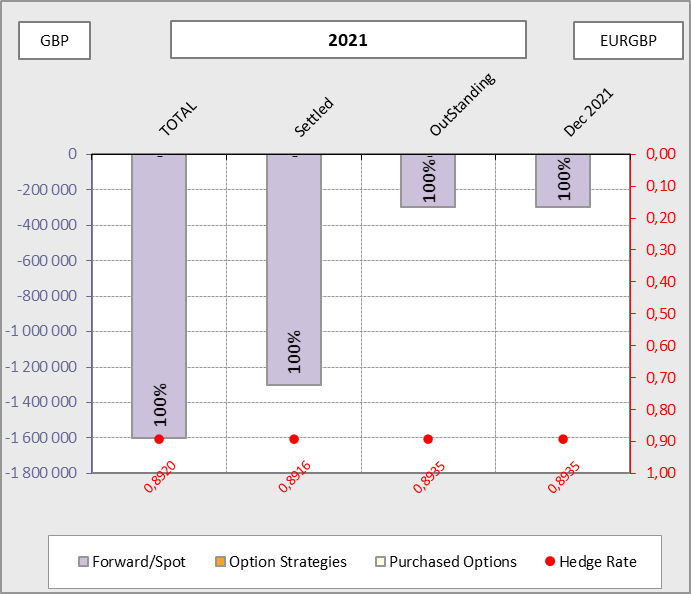 GBP 2021 EURGBP
TOTAL Settled OutStanding Dec 2021
0 0,00
-200 000 0,10
-400 000 0,20
-600 000 0,30
-800 000 0,40
-1 000 000 0,50
-1 200 000 0,60
-1 400 000 0,70
-1 600 000 0,80
-1 800 000 0,90
1,00
100% 100% 100% 100%
0,8920 0,8916 0,8935 0,8935
Forward/Spot Option Strategies Purchased Options Hedge Rate